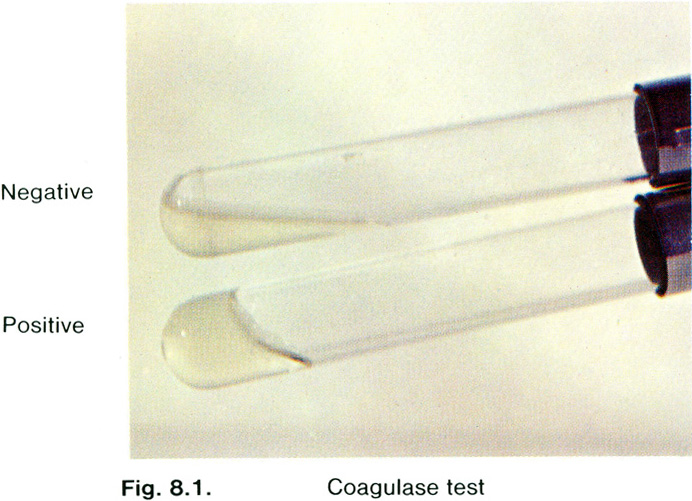 Negative
Positive
Fig. 8.1. Coagulase test